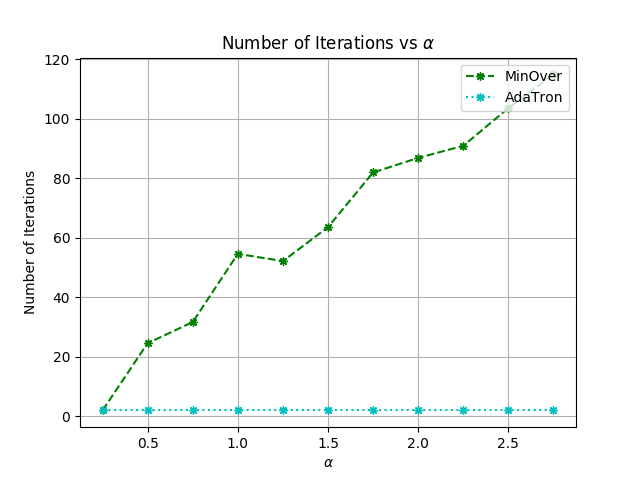 Number of Iterations vs α
MinOver
AdaTron
Number of Iterations
120
100
80
60
40
20
0
0.5 1.0 1.5 2.0 2.5
α